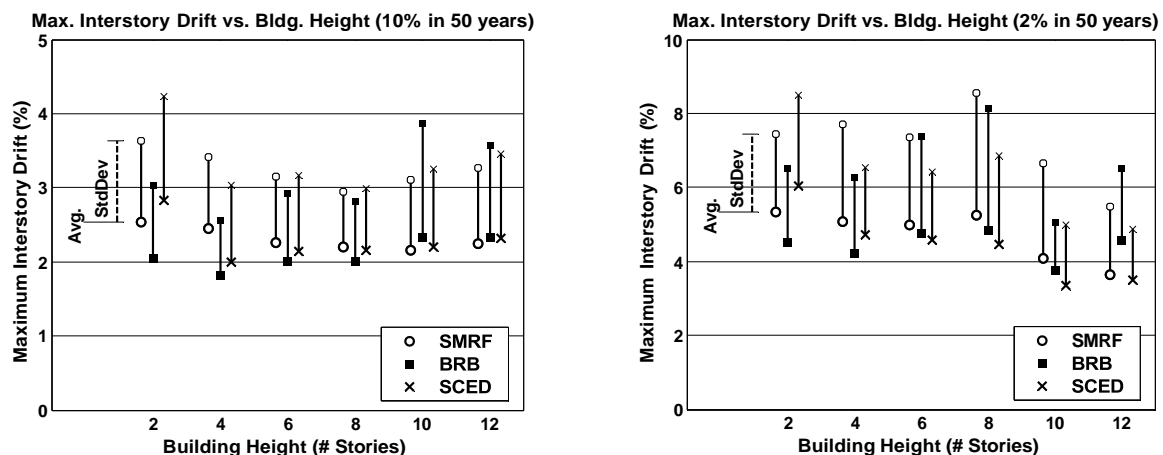 Max. Interstory Drift vs. Bldg. Height (10% in 50 years)
5
4
3
2
1
0
Maximum Interstory Drift (%)
Avg.
StdDev
SMRF
BRB
SCED
2 4 6 8 10 12
Building Height (# Stories)
Max. Interstory Drift vs. Bldg. Height (2% in 50 years)
10
8
6
4
2
0
Maximum Interstory Drift (%)
Avg.
StdDev
SMRF
BRB
SCED
2 4 6 8 10 12
Building Height (# Stories)